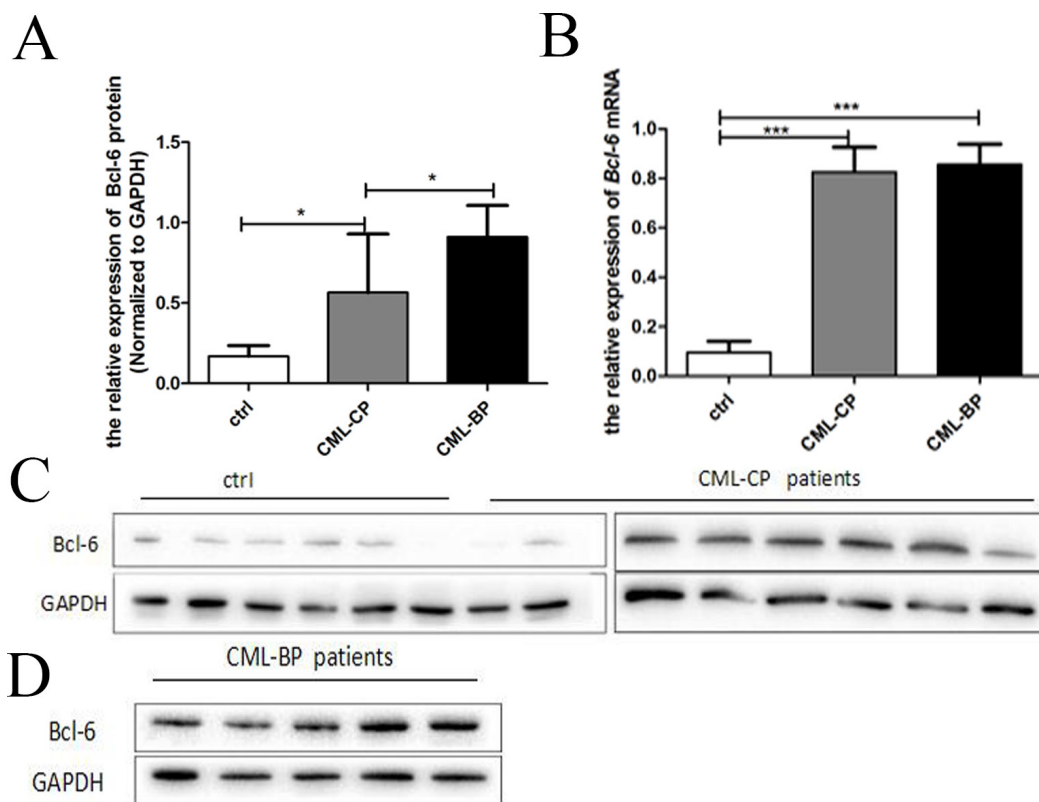 A
the relative expression of Bcl-6 protein
(Normalized to GAPDH)
1.5
1.0
0.5
0.0
*
*
ctrl
CML-CP
CML-BP
B
the relative expression of Bcl-6 mRNA
1.0
0.8
0.6
0.4
0.2
0.0
***
***
ctrl
CML-CP
CML-BP
C
ctrl
CML-CP patients
Bcl-6
GAPDH
D
CML-BP patients
Bcl-6
GAPDH